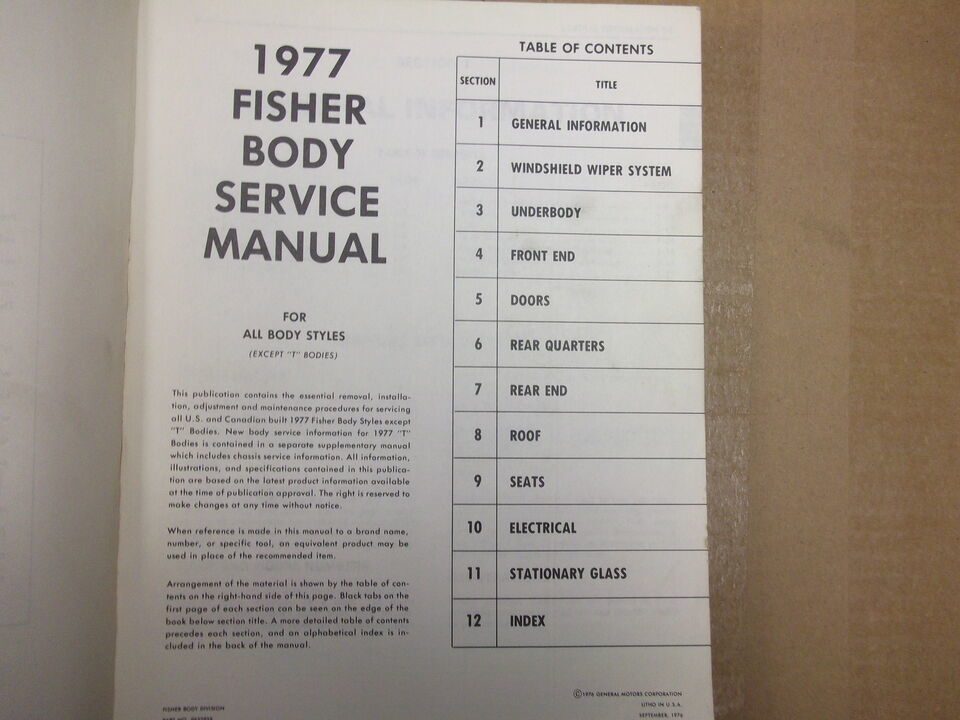 1977
FISHER
BODY
SERVICE
MANUAL
FOR
ALL BODY STYLES
(EXCEPT "T" BODIES)
This publication contains the essential removal, installa-
tion, adjustment and maintenance procedures for servicing
all U.S. and Canadian built 1977 Fisher Body Styles except
"T" Bodies. New body service information for 1977 "T"
Bodies is contained in a separate supplementary manual
which includes chassis service information. All information,
illustrations, and specifications contained in this publica-
tion are based on the latest product information available
at the time of publication approval. The right is reserved to
make changes at any time without notice.
When reference is made in this manual to a brand name,
number, or specific tool, an equivalent product may be
used in place of the recommended item.
Arrangement of the material is shown by the table of con-
tents on the right-hand side of this page. Black tabs on the
first page of each section can be seen on the edge of the
book below section title. A more detailed table of contents
precedes each section, and an alphabetical index is in-
cluded in the back of the manual.
FISHER BODY DIVISION
PART NO.
TABLE OF CONTENTS
SECTION TITLE
1 GENERAL INFORMATION
2 WINDSHIELD WIPER SYSTEM
3 UNDERBODY
4 FRONT END
5 DOORS
6 REAR QUARTERS
7 REAR END
8 ROOF
9 SEATS
10 ELECTRICAL
11 STATIONARY GLASS
12 INDEX
©1976 GENERAL MOTORS CORPORATION
LITHO IN U.S.A.
SEPTEMBER, 1976